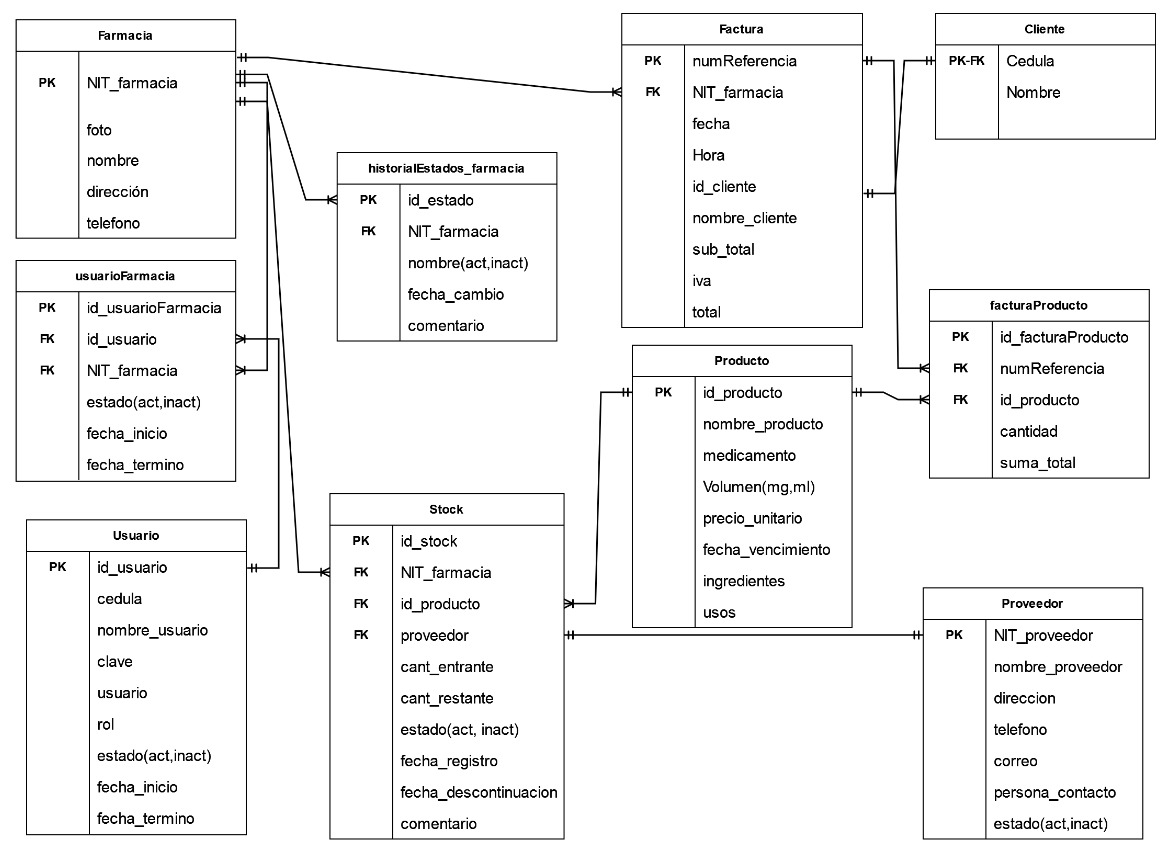 Farmacia
PK NIT_farmacia
foto
nombre
dirección
telefono
usuarioFarmacia
PK id_usuarioFarmacia
FK id_usuario
FK NIT_farmacia
estado(act,inact)
fecha_inicio
fecha_termino
Usuario
PK id_usuario
cedula
nombre_usuario
clave
usuario
rol
estado(act,inact)
fecha_inicio
fecha_termino
historialEstados_farmacia
PK id_estado
FK NIT_farmacia
nombre(act,inact)
fecha_cambio
comentario
Stock
PK id_stock
FK NIT_farmacia
FK id_producto
FK proveedor
cant_entrante
cant_restante
estado(act, inact)
fecha_registro
fecha_descontinuacion
comentario
Factura
PK numReferencia
FK NIT_farmacia
fecha
Hora
id_cliente
nombre_cliente
sub_total
iva
total
Producto
PK id_producto
nombre_producto
medicamento
Volumen(mg,ml)
precio_unitario
fecha_vencimiento
ingredientes
usos
Cliente
PK-FK Cedula
Nombre
facturaProducto
PK id_facturaProducto
FK numReferencia
FK id_producto
cantidad
suma_total
Proveedor
PK NIT_proveedor
nombre_proveedor
direccion
telefono
correo
persona_contacto
estado(act,inact)